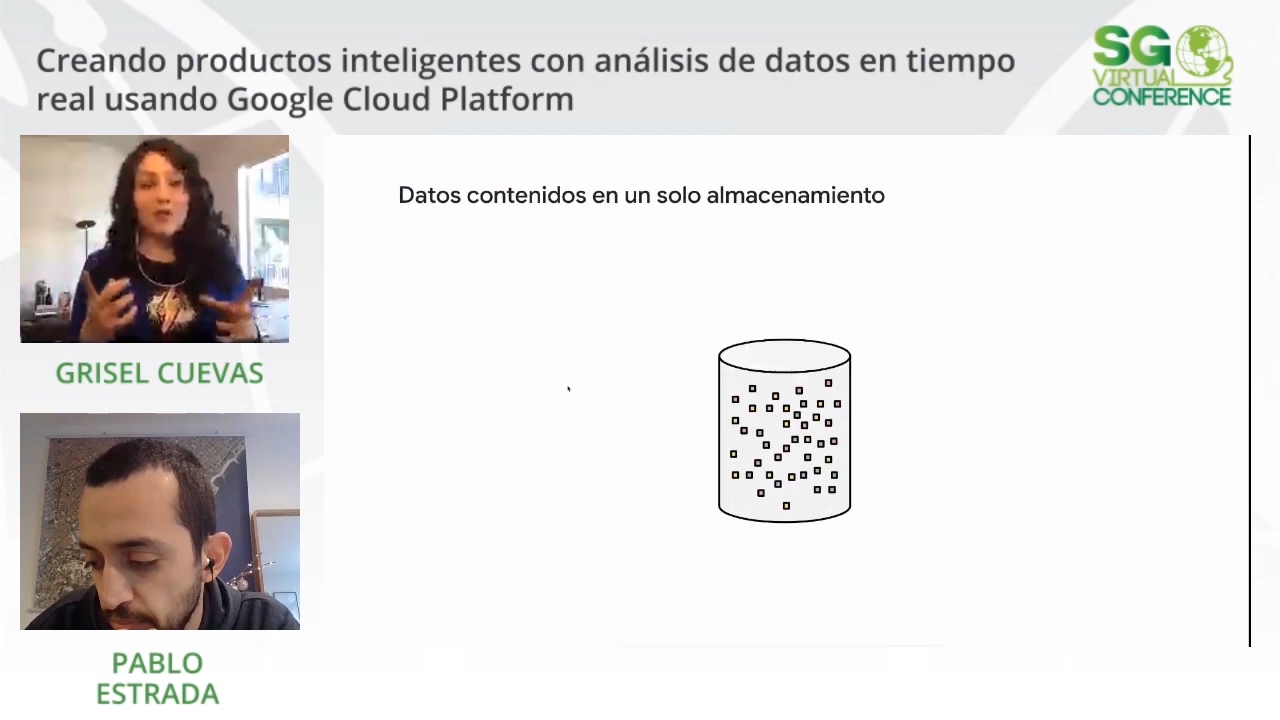 Creando productos inteligentes con análisis de datos en tiempo
real usando Google Cloud Platform
SG
VIRTUAL
CONFERENCE
Datos contenidos en un solo almacenamiento
GRISEL CUEVAS
PABLO
ESTRADA